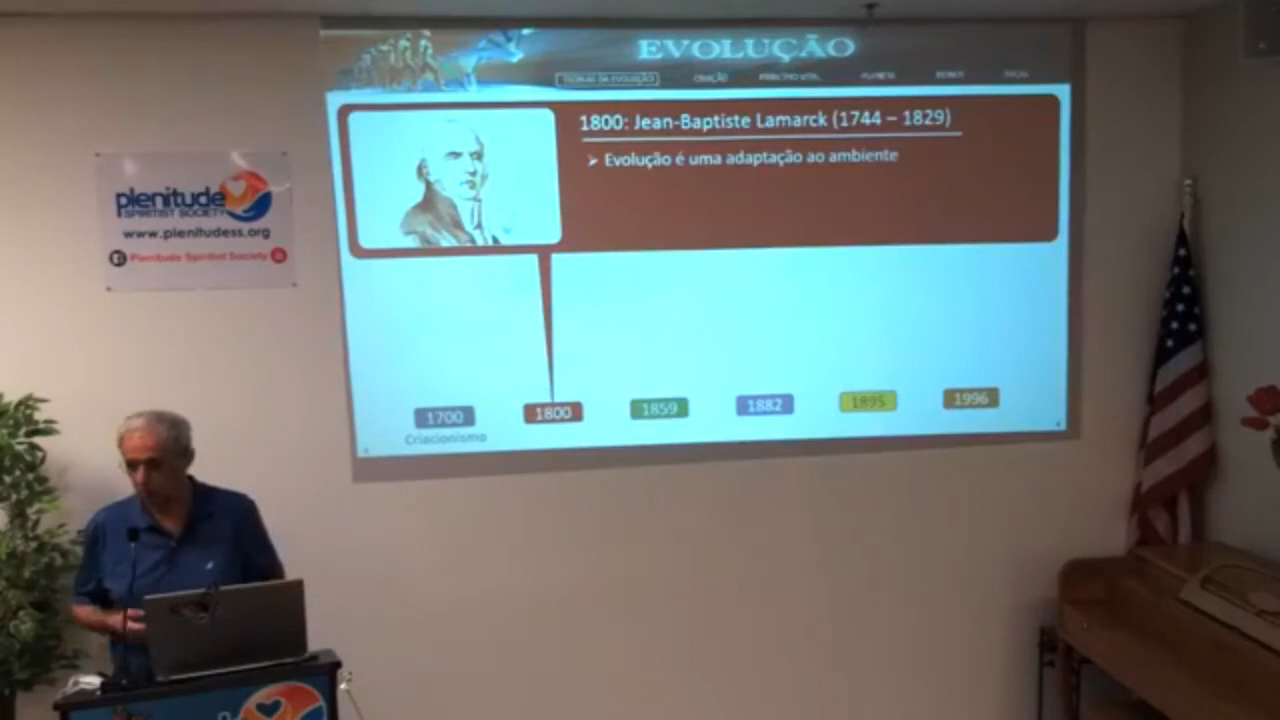 EVOLUÇÃO
TEORIAS DA EVOLUÇÃO CRIAÇÃO PRINCÍPIO VITAL PLANETA
1800: Jean-Baptiste Lamarck (1744 – 1829)
➢ Evolução é uma adaptação ao ambiente
plenitude
SPIRITIST SOCIETY
www.plenitudess.org
Plenitude Spiritist Society
1700 1800 1859 1882 1895 1996
Criacionismo